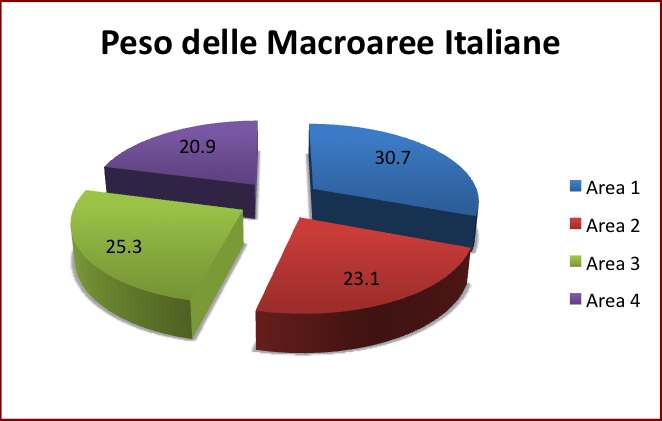 Peso delle Macroaree Italiane
20.9
30.7
25.3
23.1
Area 1
Area 2
Area 3
Area 4